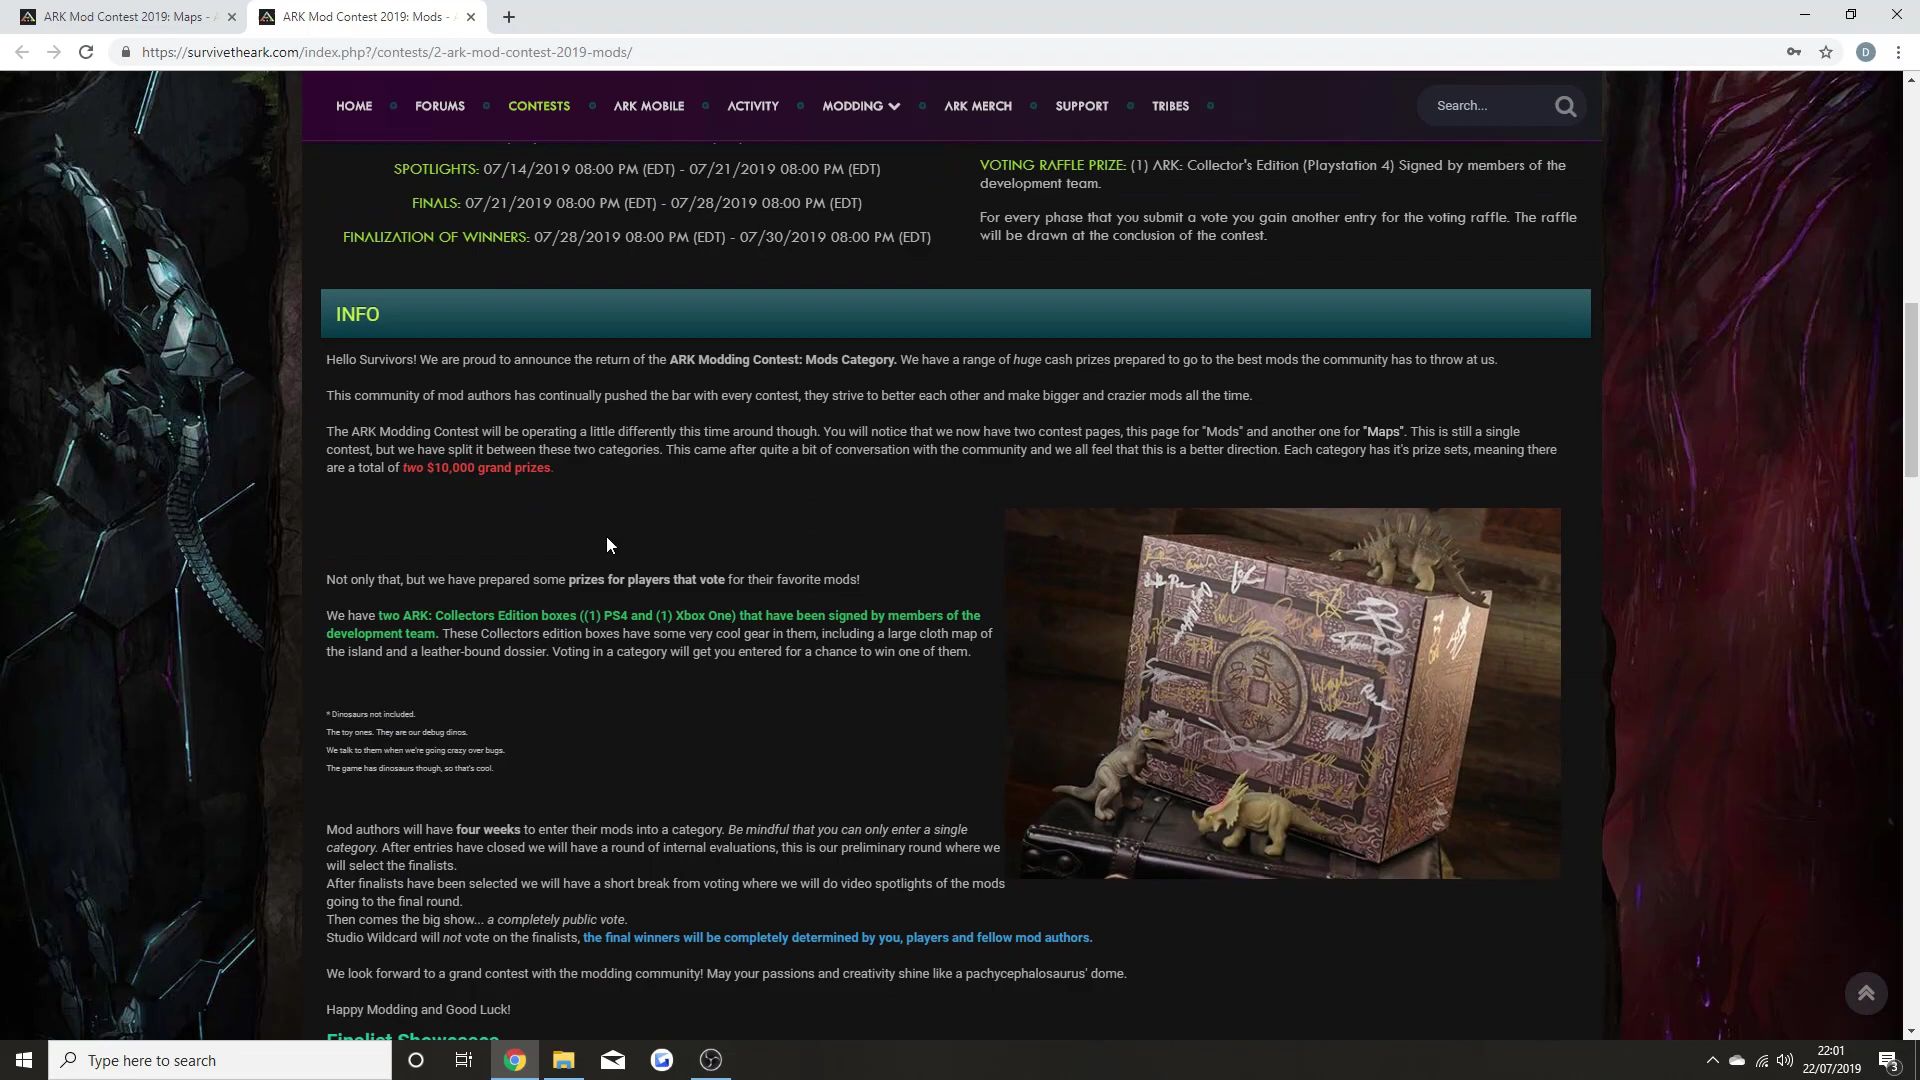 ARK Mod Contest 2019: Maps -
ARK Mod Contest 2019: Mods -
https://survivetheark.com/index.php?/contests/2-ark-mod-contest-2019-mods/
D
HOME FORUMS CONTESTS ARK MOBILE ACTIVITY MODDING ARK MERCH SUPPORT TRIBES Search...
SPOTLIGHTS: 07/14/2019 08:00 PM (EDT) - 07/21/2019 08:00 PM (EDT)
FINALS: 07/21/2019 08:00 PM (EDT) - 07/28/2019 08:00 PM (EDT)
FINALIZATION OF WINNERS: 07/28/2019 08:00 PM (EDT) - 07/30/2019 08:00 PM (EDT)
VOTING RAFFLE PRIZE: (1) ARK: Collector's Edition (Playstation 4) Signed by members of the
development team.
For every phase that you submit a vote you gain another entry for the voting raffle. The raffle
will be drawn at the conclusion of the contest.
INFO
Hello Survivors! We are proud to announce the return of the ARK Modding Contest: Mods Category. We have a range of huge cash prizes prepared to go to the best mods the community has to throw at us.
This community of mod authors has continually pushed the bar with every contest, they strive to better each other and make bigger and crazier mods all the time.
The ARK Modding Contest will be operating a little differently this time around though. You will notice that we now have two contest pages, this page for "Mods" and another one for "Maps". This is still a single
contest, but we have split it between these two categories. This came after quite a bit of conversation with the community and we all feel that this is a better direction. Each category has it's prize sets, meaning there
are a total of two $10,000 grand prizes.
Not only that, but we have prepared some prizes for players that vote for their favorite mods!
We have two ARK: Collectors Edition boxes ((1) PS4 and (1) Xbox One) that have been signed by members of the
development team. These Collectors edition boxes have some very cool gear in them, including a large cloth map of
the island and a leather-bound dossier. Voting in a category will get you entered for a chance to win one of them.
* Dinosaurs not included.
The toy ones. They are our debug dinos.
We talk to them when we're going crazy over bugs.
The game has dinosaurs though, so that's cool.
Mod authors will have four weeks to enter their mods into a category. Be mindful that you can only enter a single
category. After entries have closed we will have a round of internal evaluations, this is our preliminary round where we
will select the finalists.
After finalists have been selected we will have a short break from voting where we will do video spotlights of the mods
going to the final round.
Then comes the big show... a completely public vote.
Studio Wildcard will not vote on the finalists, the final winners will be completely determined by you, players and fellow mod authors.
We look forward to a grand contest with the modding community! May your passions and creativity shine like a pachycephalosaurus' dome.
Happy Modding and Good Luck!
Finalist Showcases
Type here to search
22:01
22/07/2019
3